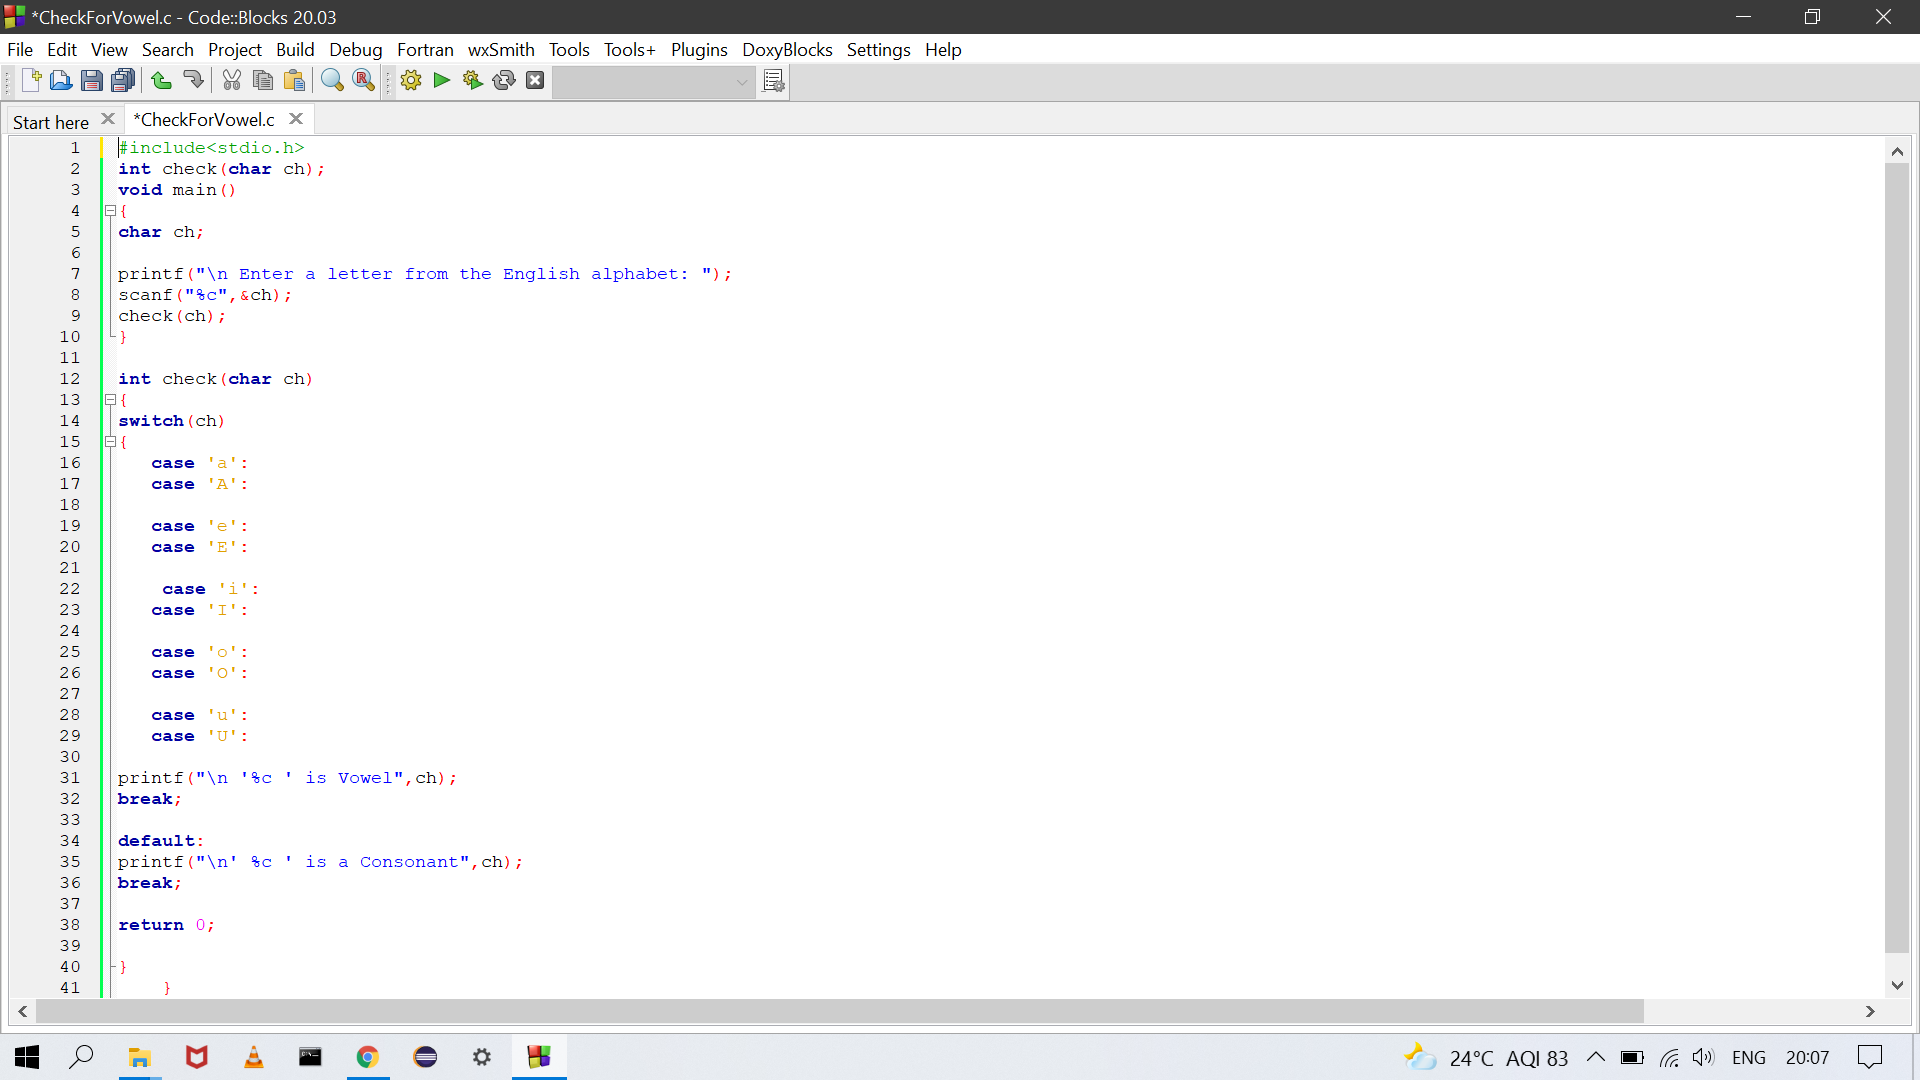 *CheckForVowel.c - Code::Blocks 20.03
File Edit View Search Project Build Debug Fortran wxSmith Tools Tools+ Plugins DoxyBlocks Settings Help
Start here *CheckForVowel.c
1 #include<stdio.h>
2 int check(char ch);
3 void main()
4 {
5 char ch;
6
7 printf("\n Enter a letter from the English alphabet: ");
8 scanf("%c",&ch);
9 check(ch);
10 }
11
12 int check(char ch)
13 {
14 switch(ch)
15 {
16 case 'a':
17 case 'A':
18
19 case 'e':
20 case 'E':
21
22 case 'i':
23 case 'I':
24
25 case 'o':
26 case 'O':
27
28 case 'u':
29 case 'U':
30
31 printf("\n '%c ' is Vowel",ch);
32 break;
33
34 default:
35 printf("\n' %c ' is a Consonant",ch);
36 break;
37
38 return 0;
39
40 }
41 }
24°C AQI 83 ENG 20:07